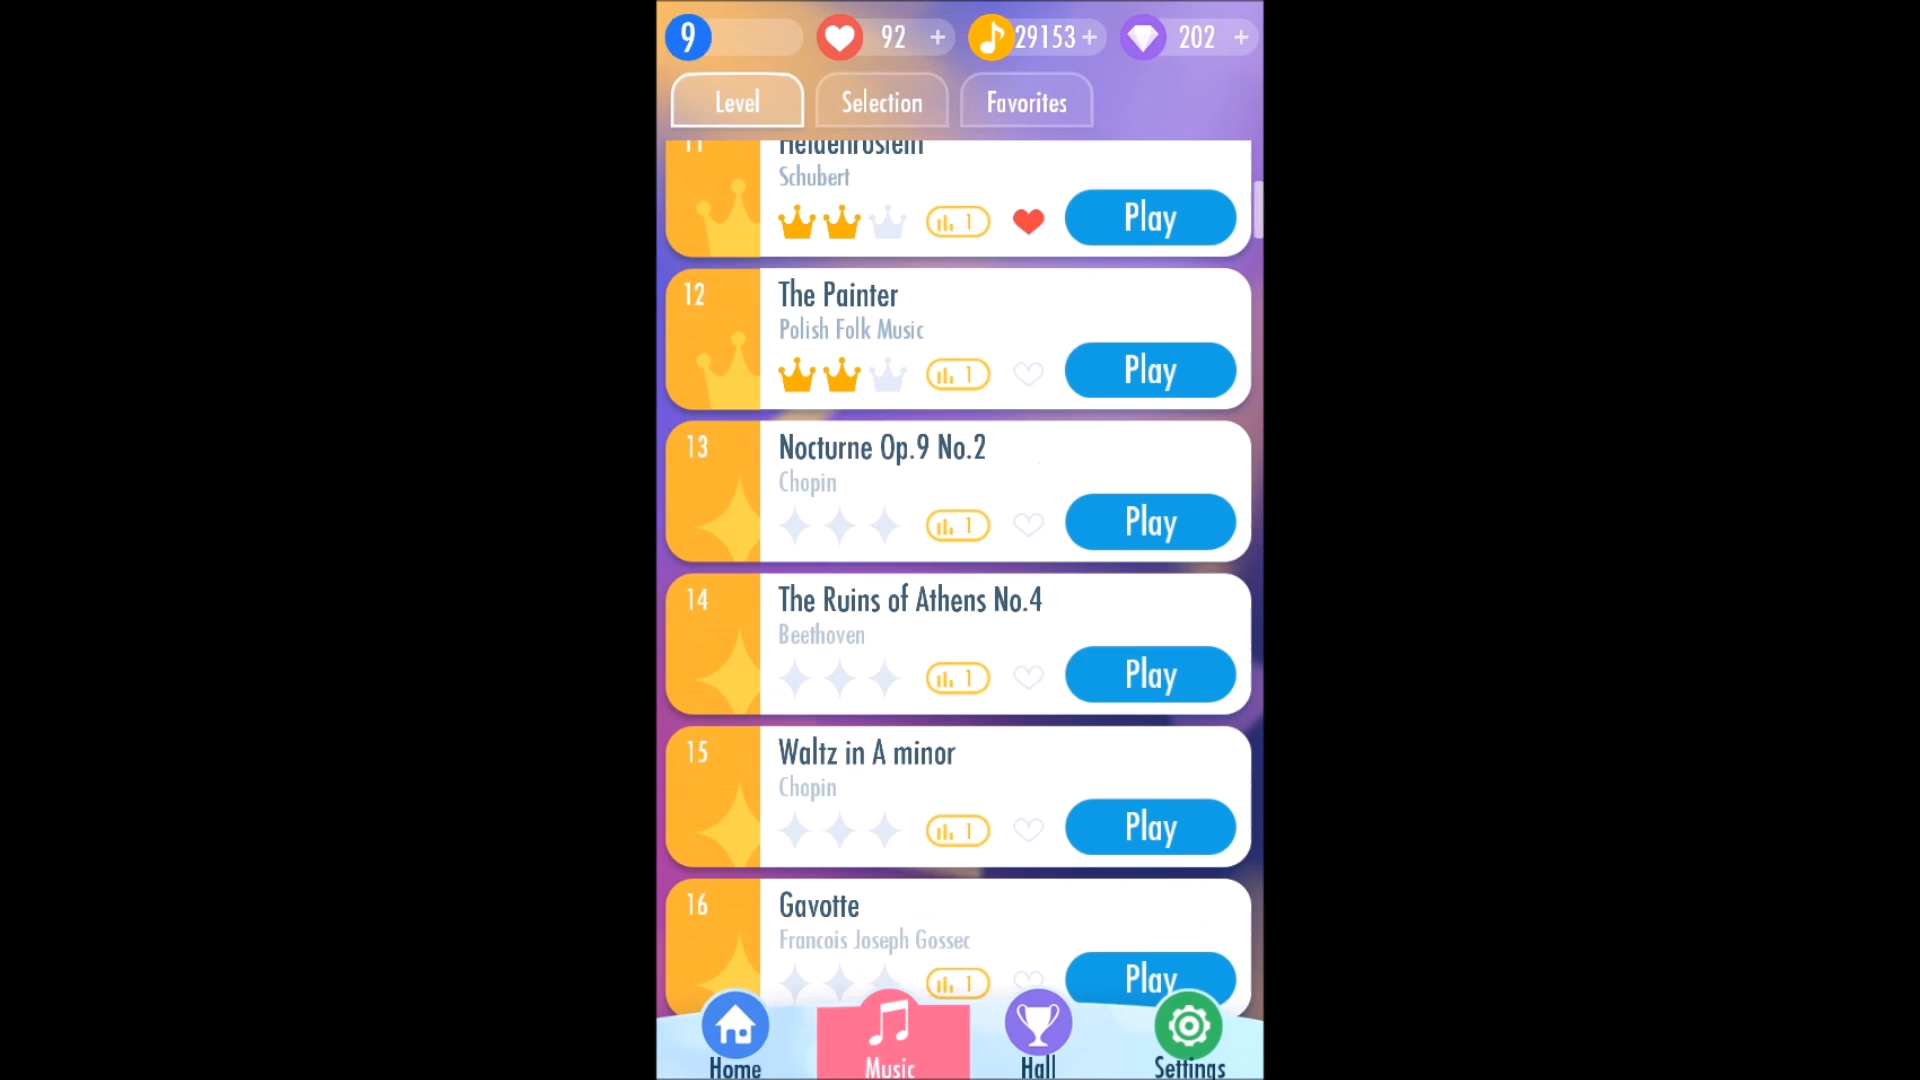 9 92 + 29153 + 202 +
Level Selection Favorites
11 Heidenröslein
Schubert
1 Play
12 The Painter
Polish Folk Music
1 Play
13 Nocturne Op.9 No.2
Chopin
1 Play
14 The Ruins of Athens No.4
Beethoven
1 Play
15 Waltz in A minor
Chopin
1 Play
16 Gavotte
Francois Joseph Gossec
1 Play
Home Music Hall Settings